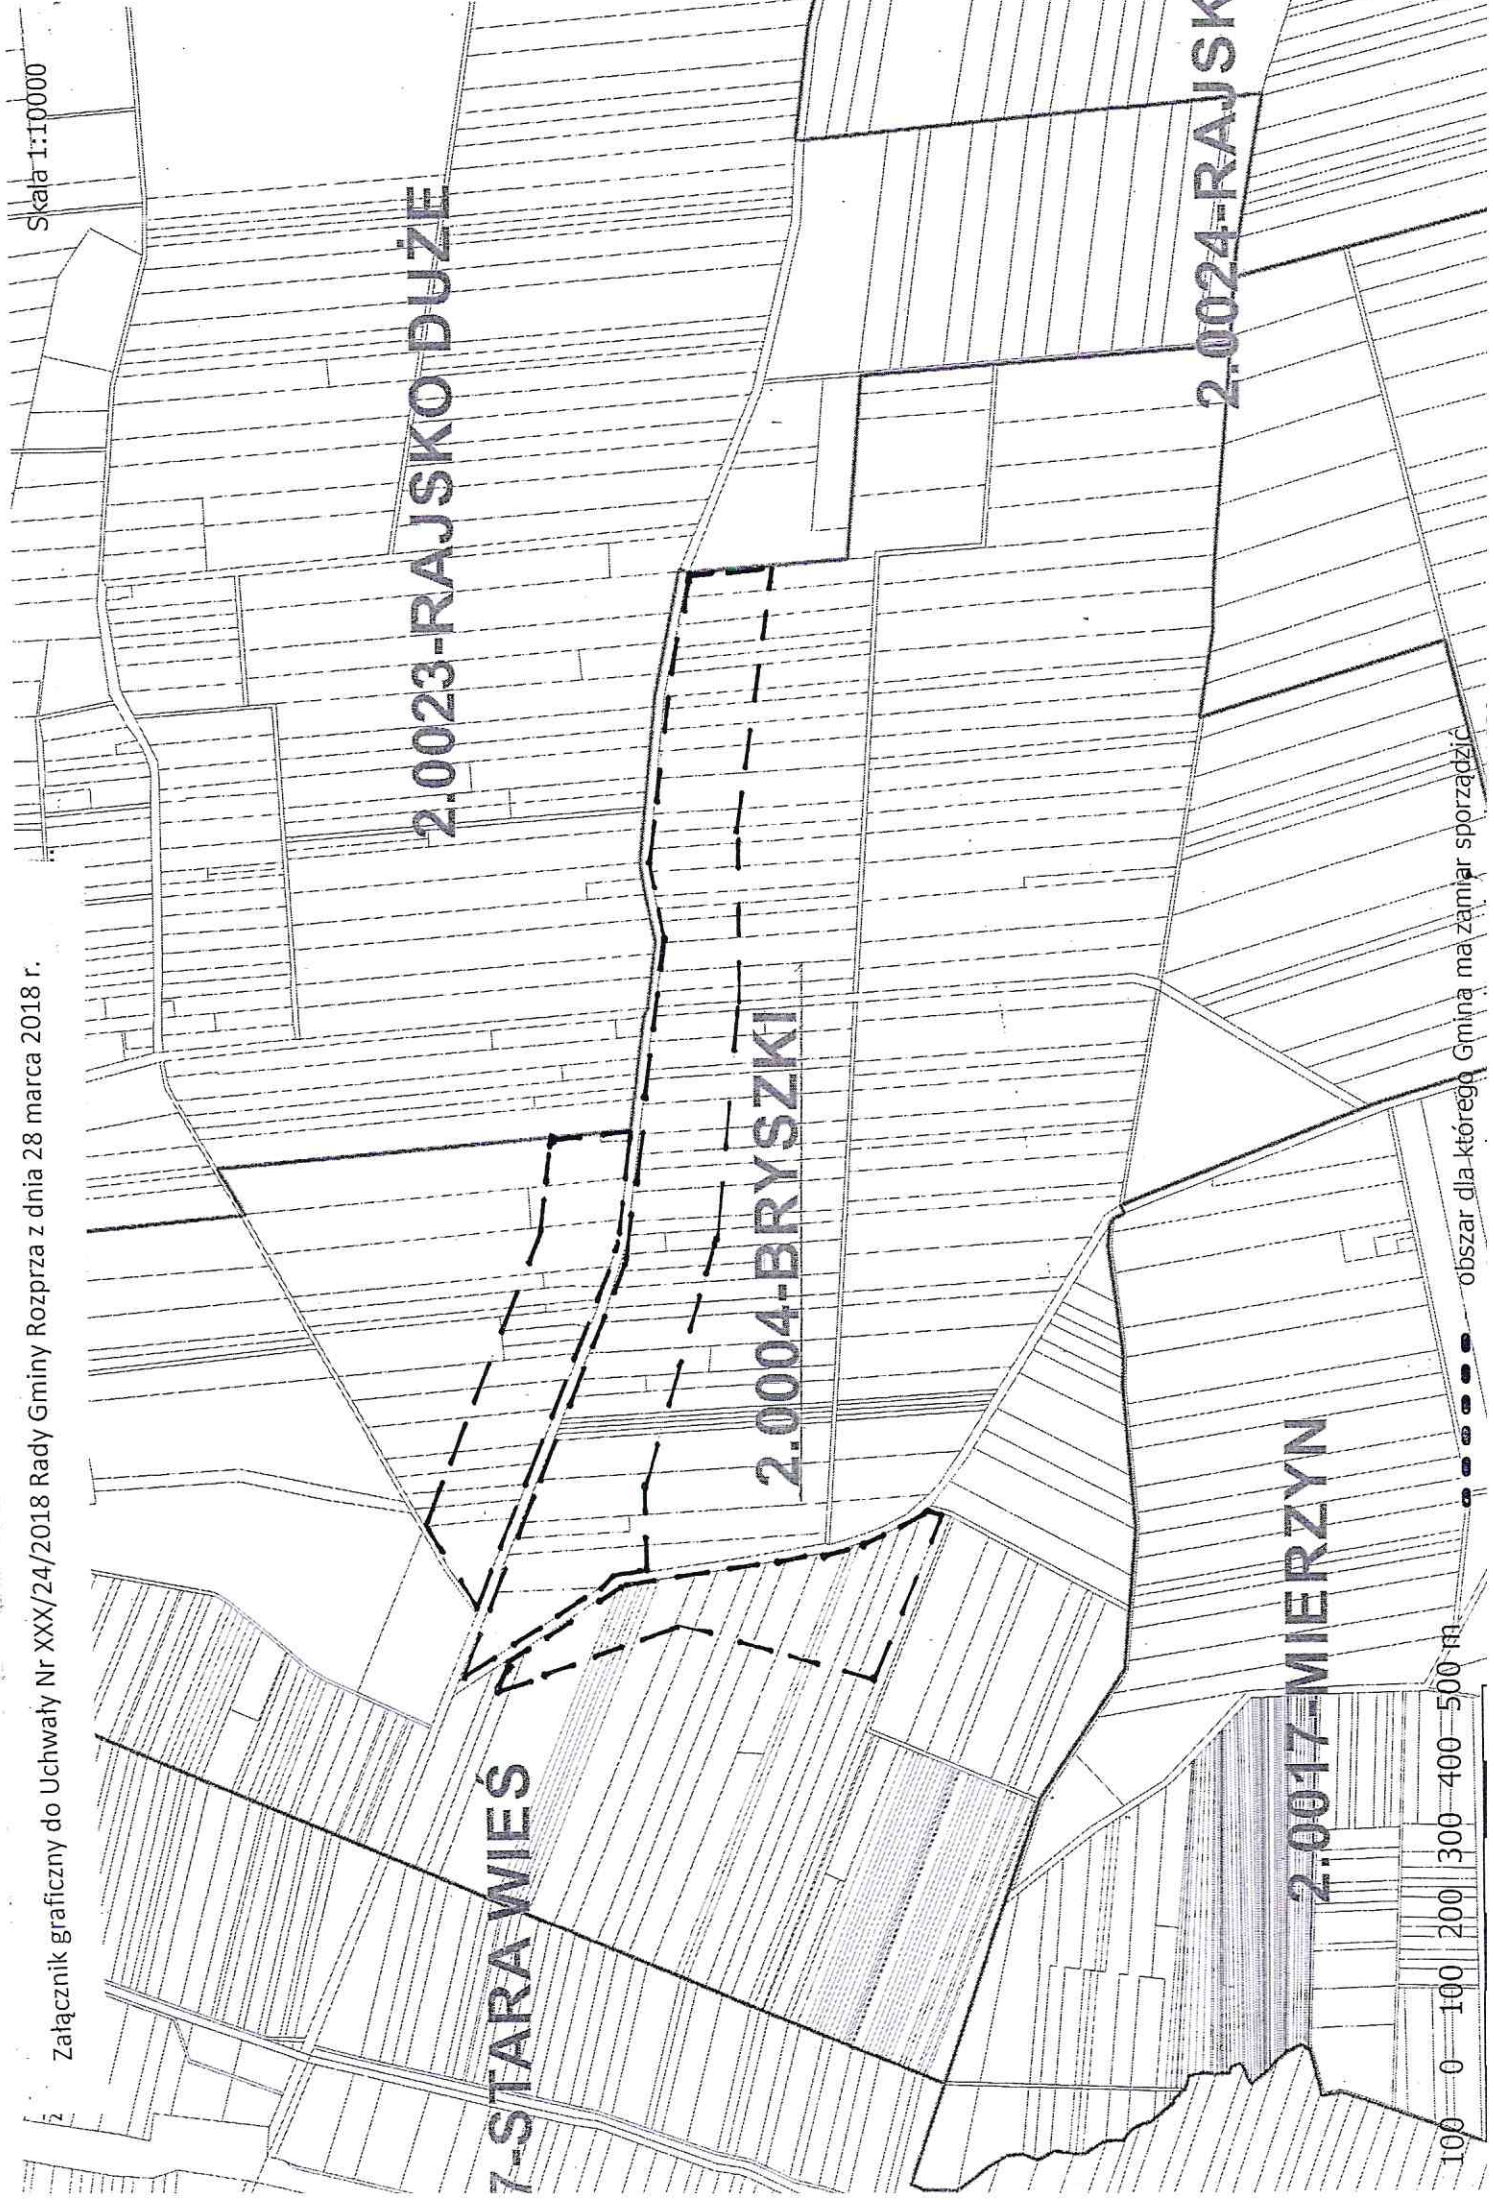 Załącznik graficzny do Uchwały Nr XXX/24/2018 Rady Gminy Rozprza z dnia 28 marca 2018 r.
Skala 1:10000
2.0023-RAJSKO DUŻE
7-STARA WIEŚ
2.0004-BRYSZKI
2.0024-RAJSK
2.0017-MIERZYN
100 0 100 200 300 400 500 m
obszar dla którego Gmina ma zamiar sporządzić